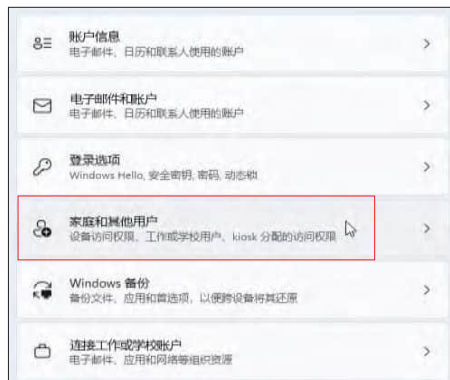 账户信息
电子邮件、日历和联系人使用的账户
电子邮件和账户
电子邮件、日历和联系人使用的账户
登录选项
Windows Hello, 安全密钥, 密码, 动态锁
家庭和其他用户
设备访问权限、工作或学校用户、kiosk 分配的访问权限
Windows 备份
备份文件、应用和首选项，以便跨设备将其还原
连接工作或学校账户
电子邮件、应用和网络等组织资源